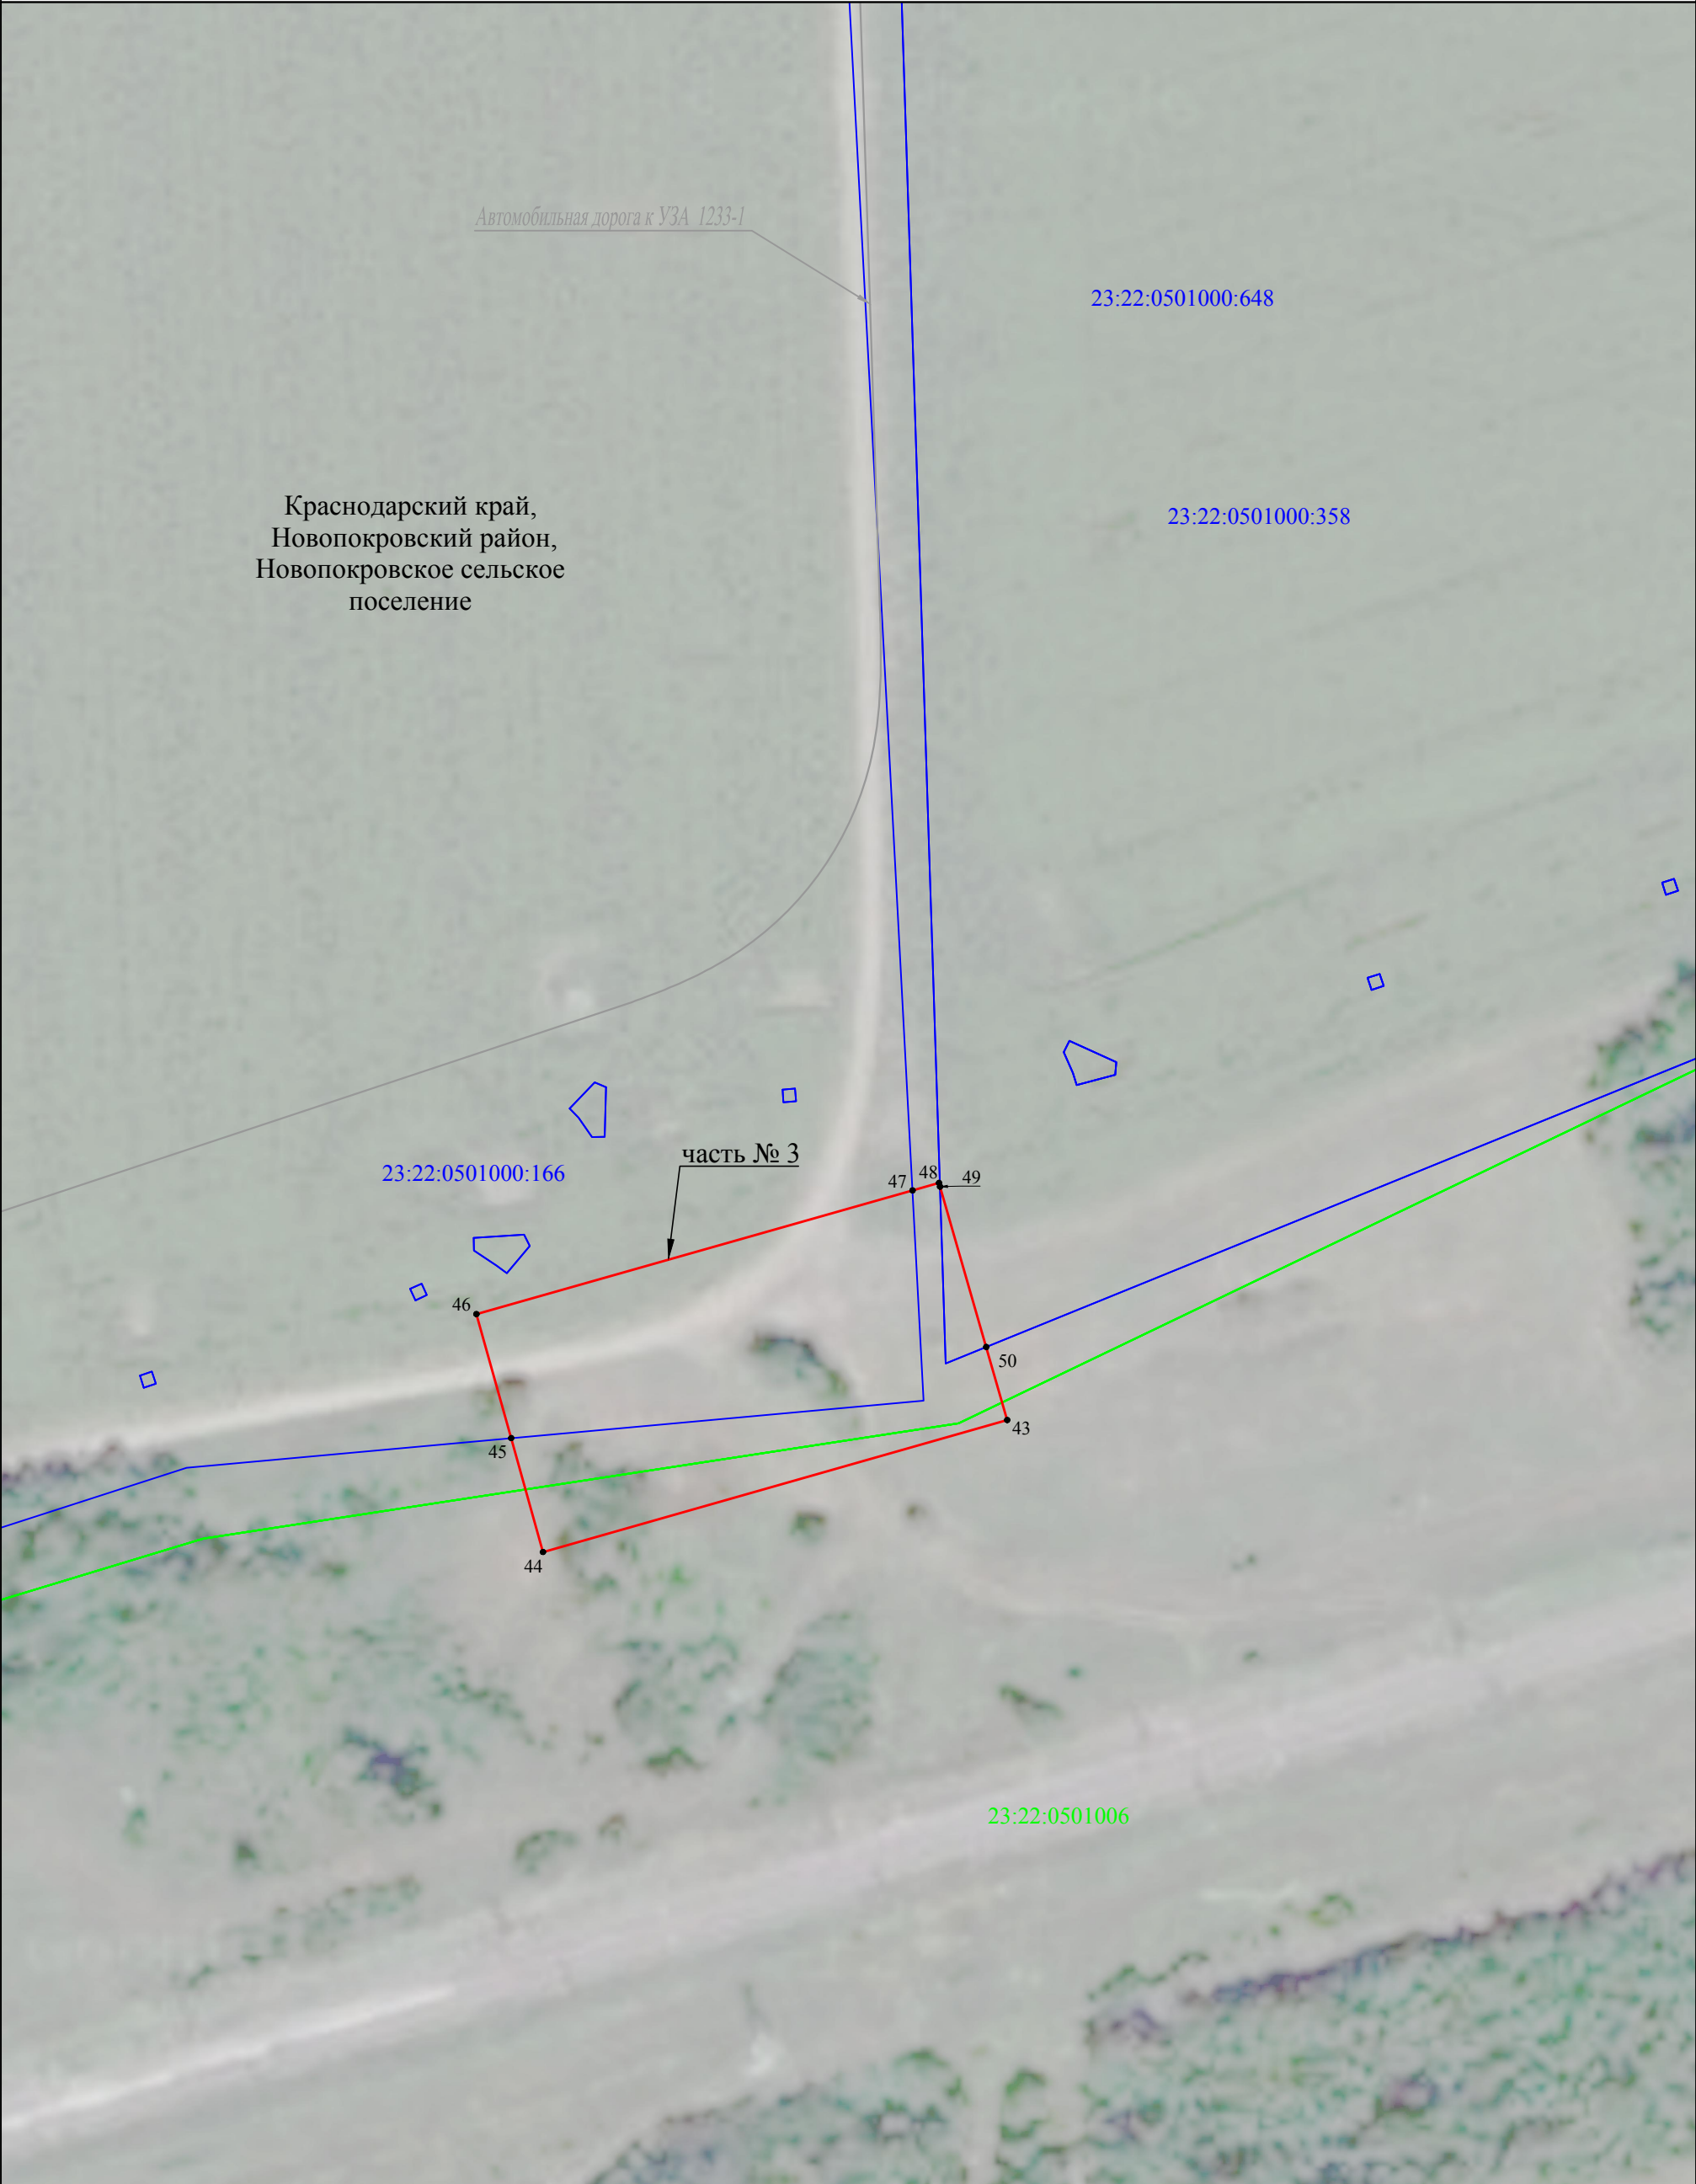 Автомобильная дорога к УЗА 1233-1
23:22:0501000:648
Краснодарский край,
Новопокровский район,
Новопокровское сельское
поселение
23:22:0501000:358
часть № 3
23:22:0501000:166
47
48
49
46
50
45
43
44
23:22:0501006